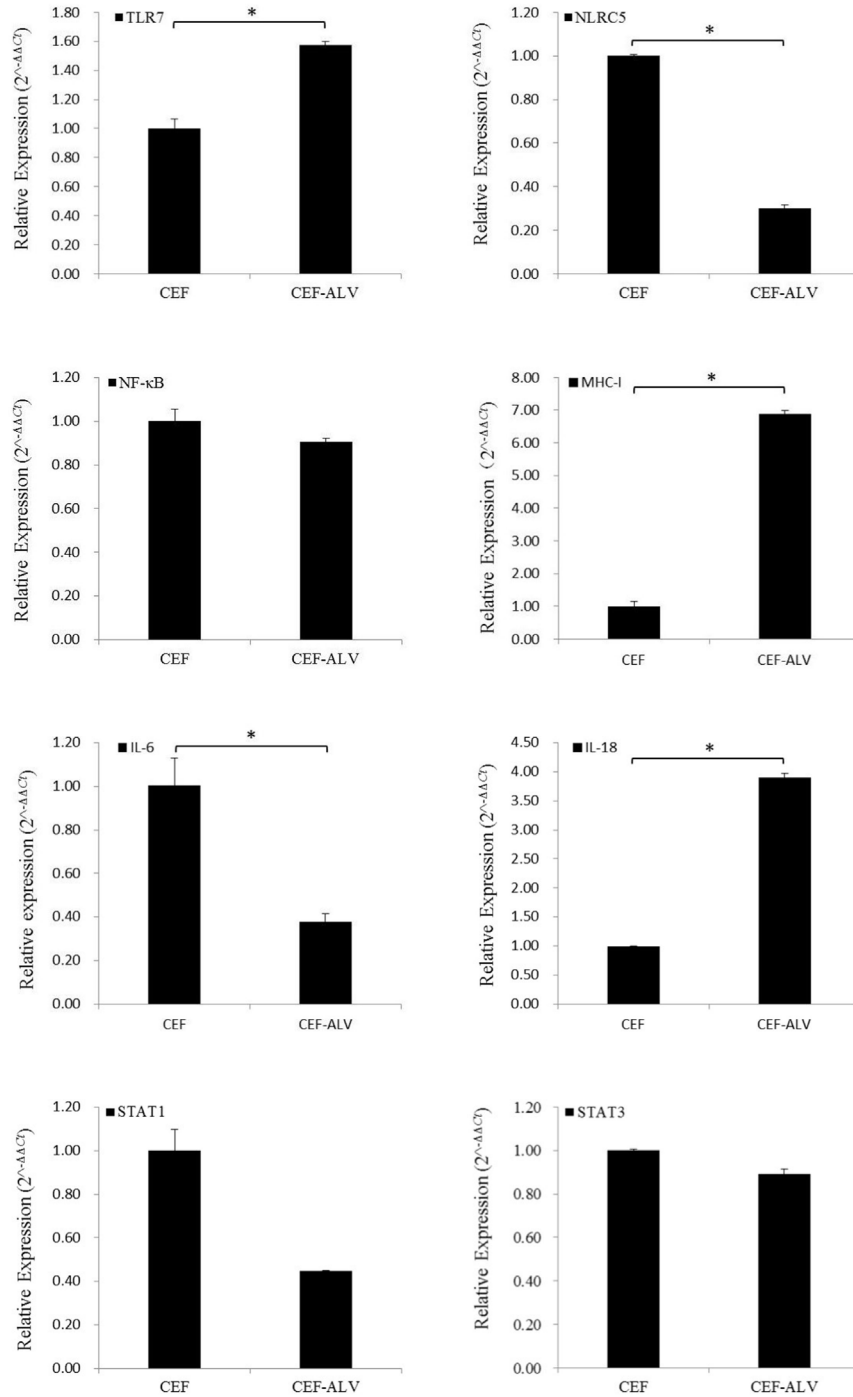 TLR7
*
Relative Expression (2^-ΔΔCt)
1.80
1.60
1.40
1.20
1.00
0.80
0.60
0.40
0.20
0.00
CEF CEF-ALV
NLRC5
*
Relative Expression (2^-ΔΔCt)
1.20
1.00
0.80
0.60
0.40
0.20
0.00
CEF CEF-ALV
NF-κB
Relative Expression (2^-ΔΔCt)
1.20
1.00
0.80
0.60
0.40
0.20
0.00
CEF CEF-ALV
MHC-I
*
Relative Expression (2^-ΔΔCt)
8.00
7.00
6.00
5.00
4.00
3.00
2.00
1.00
0.00
CEF CEF-ALV
IL-6
*
Relative expression (2^-ΔΔCt)
1.20
1.00
0.80
0.60
0.40
0.20
0.00
CEF CEF-ALV
IL-18
*
Relative Expression (2^-ΔΔCt)
4.50
4.00
3.50
3.00
2.50
2.00
1.50
1.00
0.50
0.00
CEF CEF-ALV
STAT1
Relative Expression (2^-ΔΔCt)
1.20
1.00
0.80
0.60
0.40
0.20
0.00
CEF CEF-ALV
STAT3
Relative Expression (2^-ΔΔCt)
1.20
1.00
0.80
0.60
0.40
0.20
0.00
CEF CEF-ALV